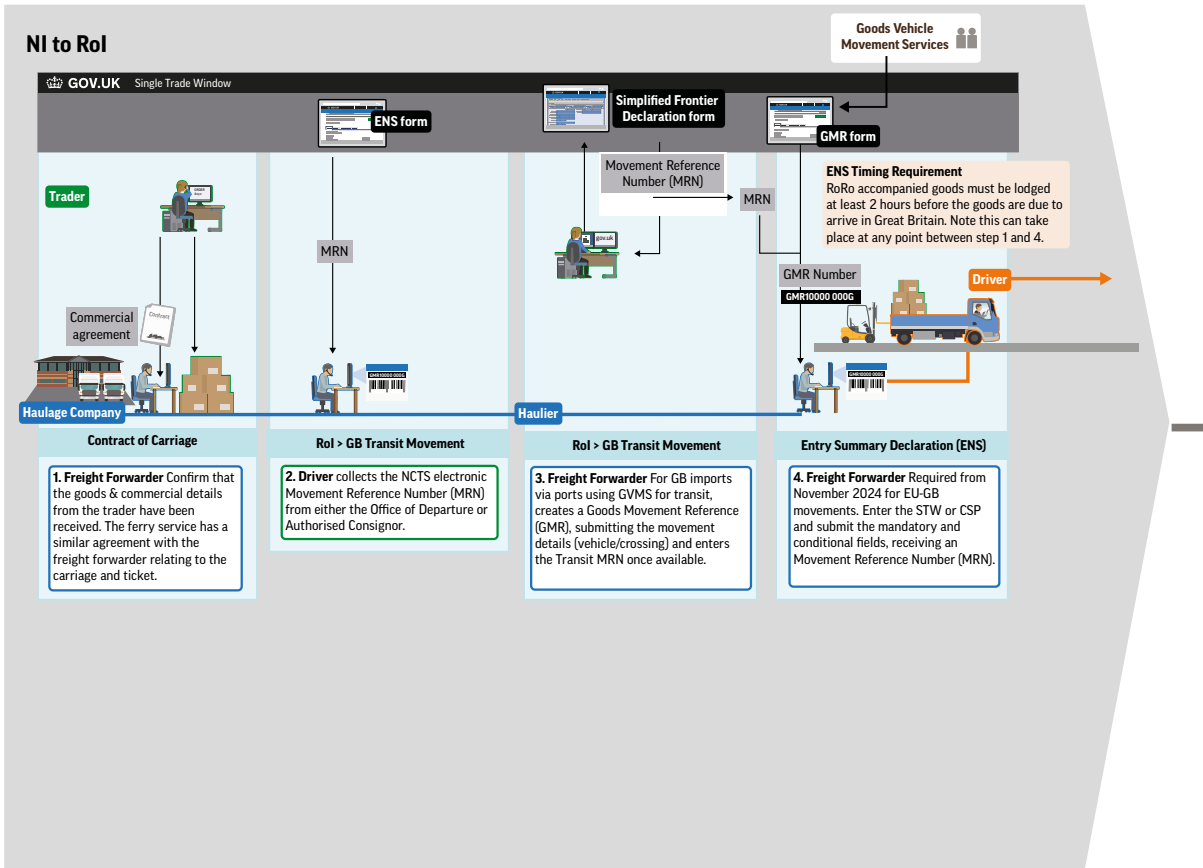 NI to RoI
Goods Vehicle
Movement Services
GOV.UK Single Trade Window
ENS form
Simplified Frontier
Declaration form
GMR form
Trader
Movement Reference
Number (MRN)
MRN
MRN
ENS Timing Requirement
RoRo accompanied goods must be lodged
at least 2 hours before the goods are due to
arrive in Great Britain. Note this can take
place at any point between step 1 and 4.
gov.uk
GMR Number
GMR10000 000G
Driver
Commercial
agreement
Contract
GMR10000 000G
GMR10000 000G
Haulage Company
Haulier
Contract of Carriage
RoI > GB Transit Movement
RoI > GB Transit Movement
Entry Summary Declaration (ENS)
1. Freight Forwarder Confirm that
the goods & commercial details
from the trader have been
received. The ferry service has a
similar agreement with the
freight forwarder relating to the
carriage and ticket.
2. Driver collects the NCTS electronic
Movement Reference Number (MRN)
from either the Office of Departure or
Authorised Consignor.
3. Freight Forwarder For GB imports
via ports using GVMS for transit,
creates a Goods Movement Reference
(GMR), submitting the movement
details (vehicle/crossing) and enters
the Transit MRN once available.
4. Freight Forwarder Required from
November 2024 for EU-GB
movements. Enter the STW or CSP
and submit the mandatory and
conditional fields, receiving an
Movement Reference Number (MRN).